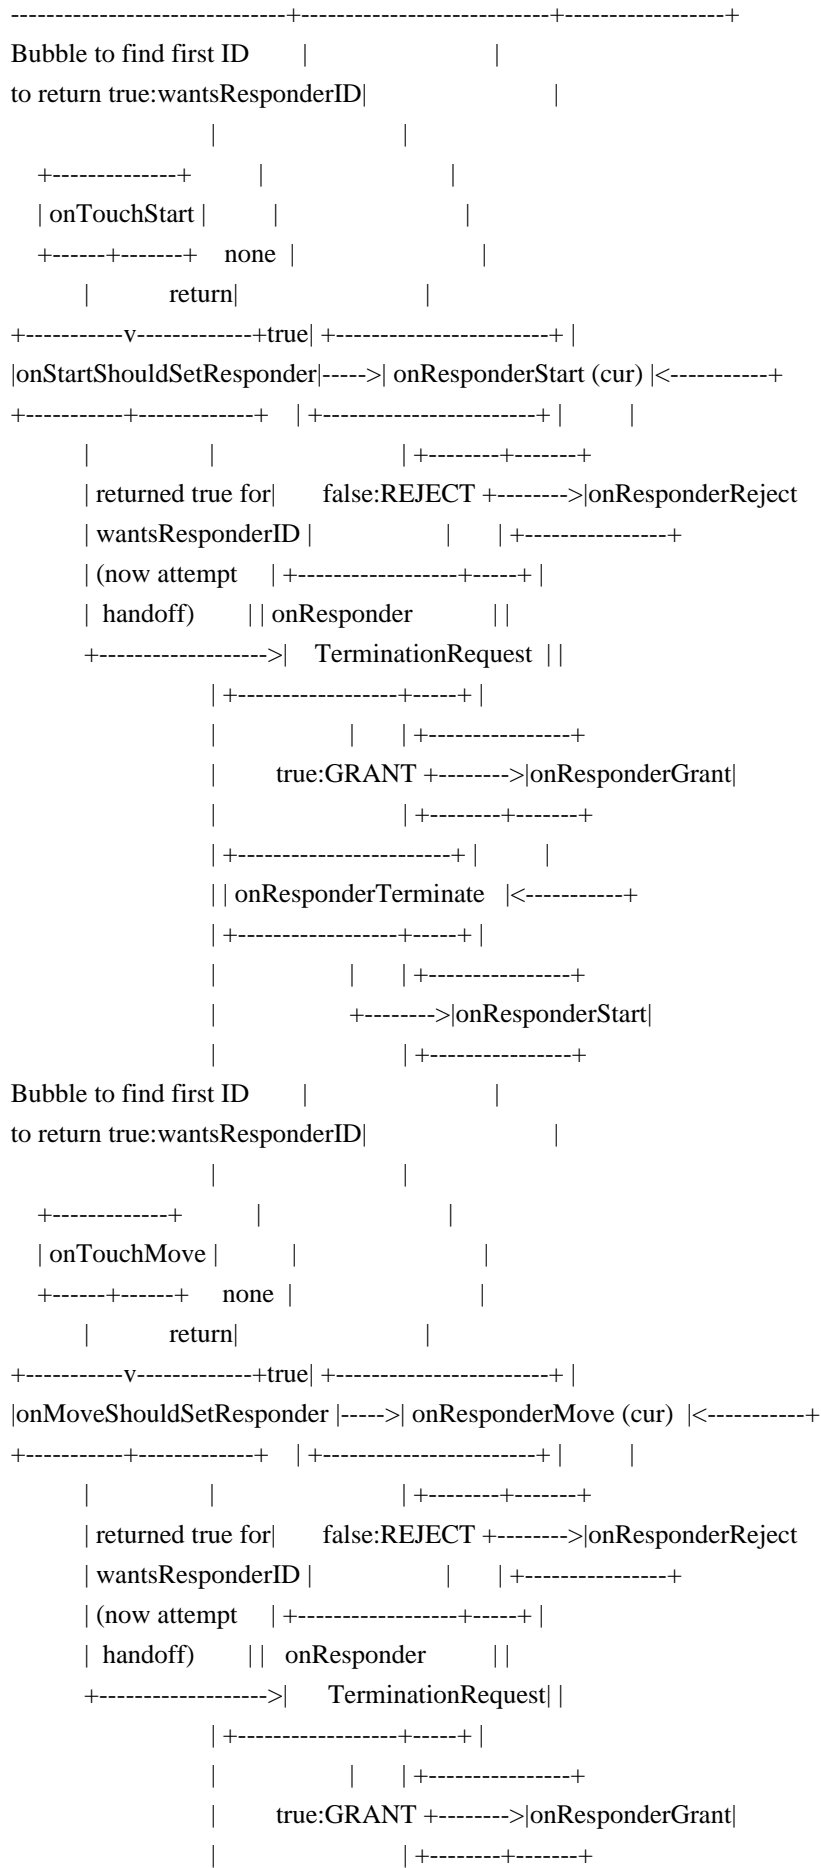 -------------------------------+----------------------------+------------------+
Bubble to find first ID | |
to return true:wantsResponderID| |
| |
+--------------+ | |
| onTouchStart | | |
+------+-------+ none | |
| return| |
+-----------v-------------+true| +------------------------+ |
|onStartShouldSetResponder|----->| onResponderStart (cur) |<-----------+
+-----------+-------------+ | +------------------------+ | |
| | | +--------+-------+
| returned true for| false:REJECT +-------->|onResponderReject
| wantsResponderID | | | +----------------+
| (now attempt | +------------------+-----+ |
| handoff) | | onResponder | |
+------------------->| TerminationRequest | |
| +------------------+-----+ |
| | | +----------------+
| true:GRANT +-------->|onResponderGrant|
| | +--------+-------+
| +------------------------+ | |
| | onResponderTerminate |<-----------+
| +------------------+-----+ |
| | | +----------------+
| +-------->|onResponderStart|
| | +----------------+
Bubble to find first ID | |
to return true:wantsResponderID| |
| |
+-------------+ | |
| onTouchMove | | |
+------+------+ none | |
| return| |
+-----------v-------------+true| +------------------------+ |
|onMoveShouldSetResponder |----->| onResponderMove (cur) |<-----------+
+-----------+-------------+ | +------------------------+ | |
| | | +--------+-------+
| returned true for| false:REJECT +-------->|onResponderReject
| wantsResponderID | | | +----------------+
| (now attempt | +------------------+-----+ |
| handoff) | | onResponder | |
+------------------->| TerminationRequest| |
| +------------------+-----+ |
| | | +----------------+
| true:GRANT +-------->|onResponderGrant|
| | +--------+-------+